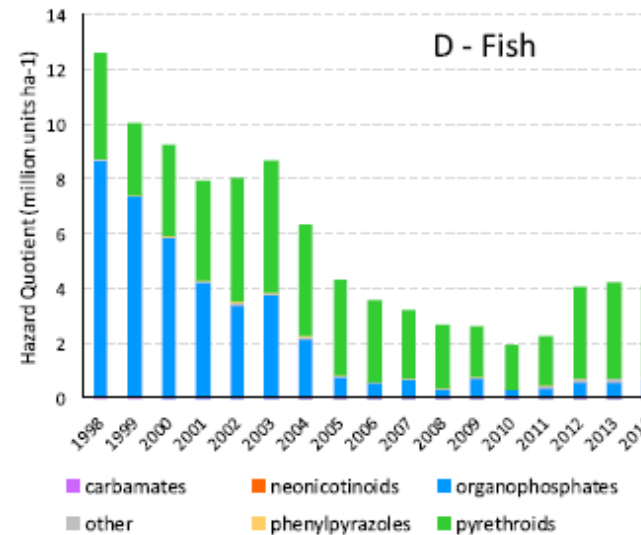 D - Fish
Hazard Quotient (million units ha-1)
14
12
10
8
6
4
2
0
1998 1999 2000 2001 2002 2003 2004 2005 2006 2007 2008 2009 2010 2011 2012 2013
carbamates neonicotinoids organophosphates
other phenylpyrazoles pyrethroids